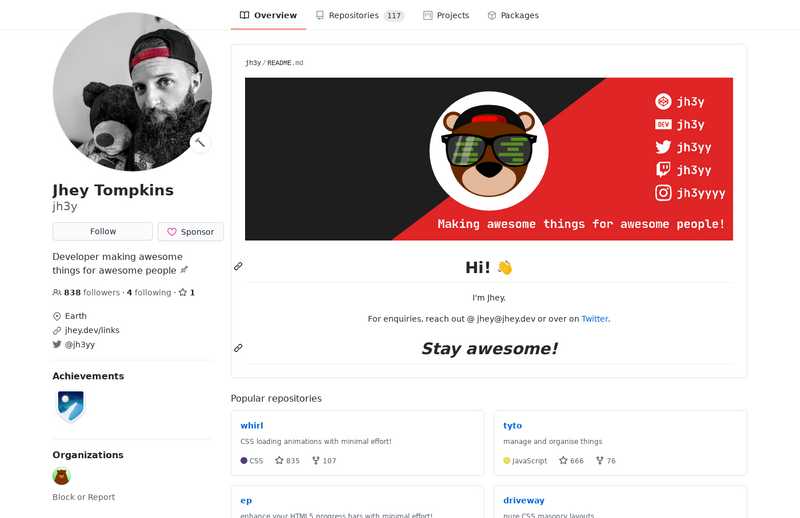 Overview
Repositories 117
Projects
Packages
Jhey Tompkins
jh3y
Follow
Sponsor
Developer making awesome
things for awesome people 🚀
838 followers · 4 following · 1
Earth
jhey.dev/links
@jh3yy
Achievements
Organizations
Block or Report
jh3y/README.md
jh3y
DEV jh3y
jh3yy
jh3yy
jh3yyyy
Making awesome things for awesome people!
Hi! 👋
I'm Jhey.
For enquiries, reach out @ jhey@jhey.dev or over on Twitter.
Stay awesome!
Popular repositories
whirl
CSS loading animations with minimal effort!
CSS 835 107
tyto
manage and organise things
JavaScript 666 76
ep
enhance your HTML5 progress bars with minimal effort!
driveway
pure CSS masonry layouts